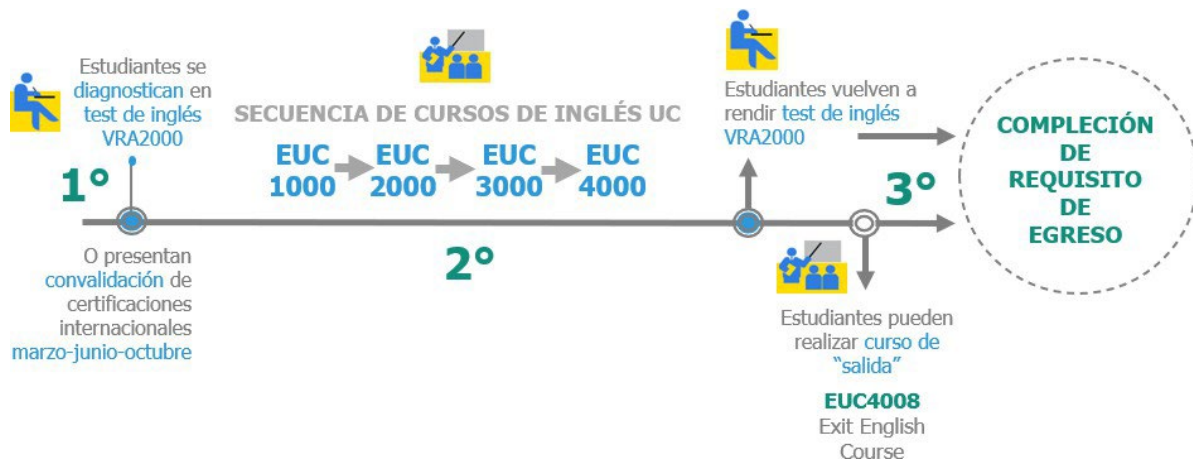 Estudiantes se
diagnostican en
test de inglés
VRA2000
1°
O presentan
convalidación de
certificaciones
internacionales
marzo-junio-octubre
SECUENCIA DE CURSOS DE INGLÉS UC
EUC
1000
EUC
2000
EUC
3000
EUC
4000
2°
Estudiantes vuelven a
rendir test de inglés
VRA2000
3°
Estudiantes pueden
realizar curso de
“salida”
EUC4008
Exit English
Course
COMPLECIÓN
DE
REQUISITO
DE
EGRESO